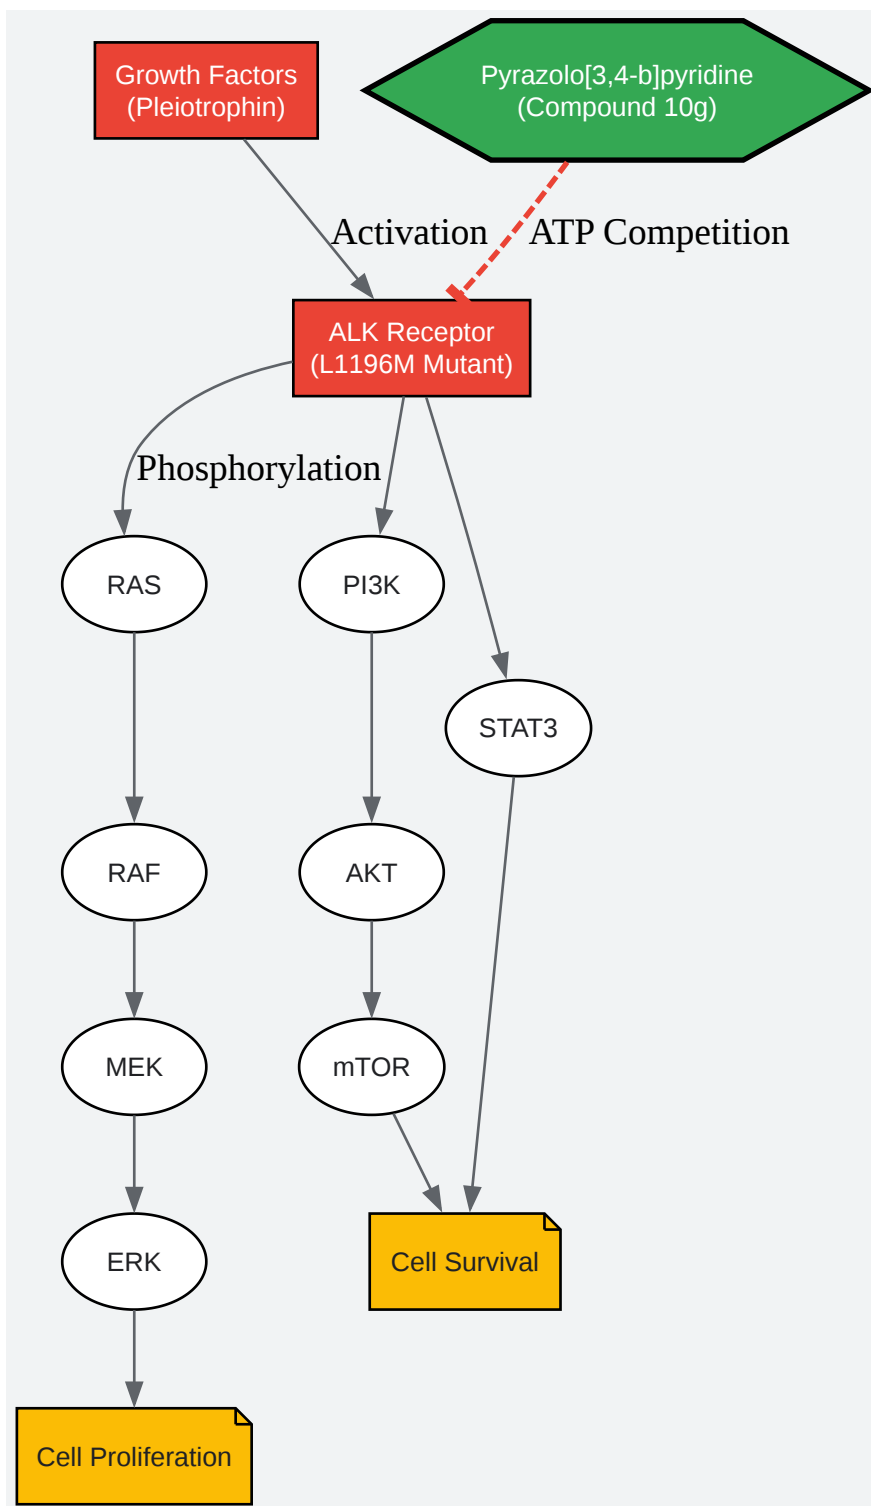 Growth Factors
(Pleiotrophin)
Pyrazolo[3,4-b]pyridine
(Compound 10g)
Activation
ATP Competition
ALK Receptor
(L1196M Mutant)
Phosphorylation
RAS
PI3K
STAT3
RAF
AKT
MEK
mTOR
ERK
Cell Survival
Cell Proliferation